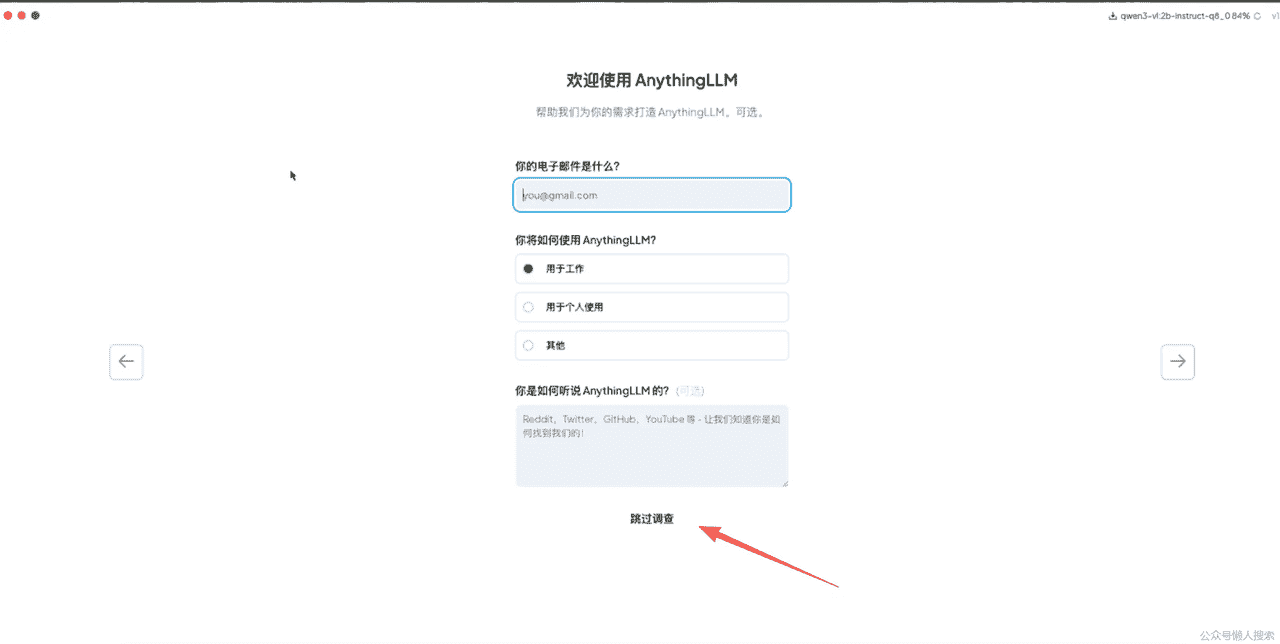 qwen3-vl:2b-instruct-q8_0 84%
欢迎使用 AnythingLLM
帮助我们为你的需求打造 AnythingLLM。可选。
你的电子邮件是什么?
you@gmail.com
你将如何使用 AnythingLLM?
用于工作
用于个人使用
其他
你是如何听说 AnythingLLM 的? (可选)
Reddit, Twitter, GitHub, YouTube 等 - 让我们知道你是如
何找到我们的!
跳过调查
公众号懒人搜索